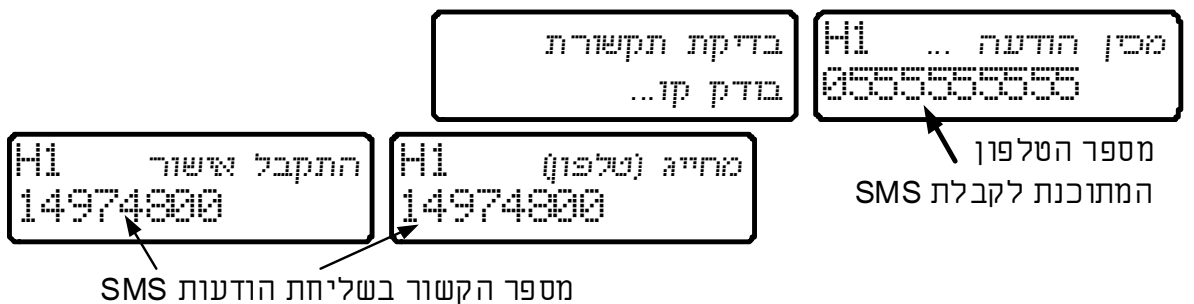 מכין הודעה ... H1
0555555555
בדיקת תקשורת
בודק קו...
מספר הטלפון
המתוכנת לקבלת SMS
מחייג (טלפון) H1
14974800
התקבל אישור H1
14974800
מספר הקשור בשליחת הודעות SMS